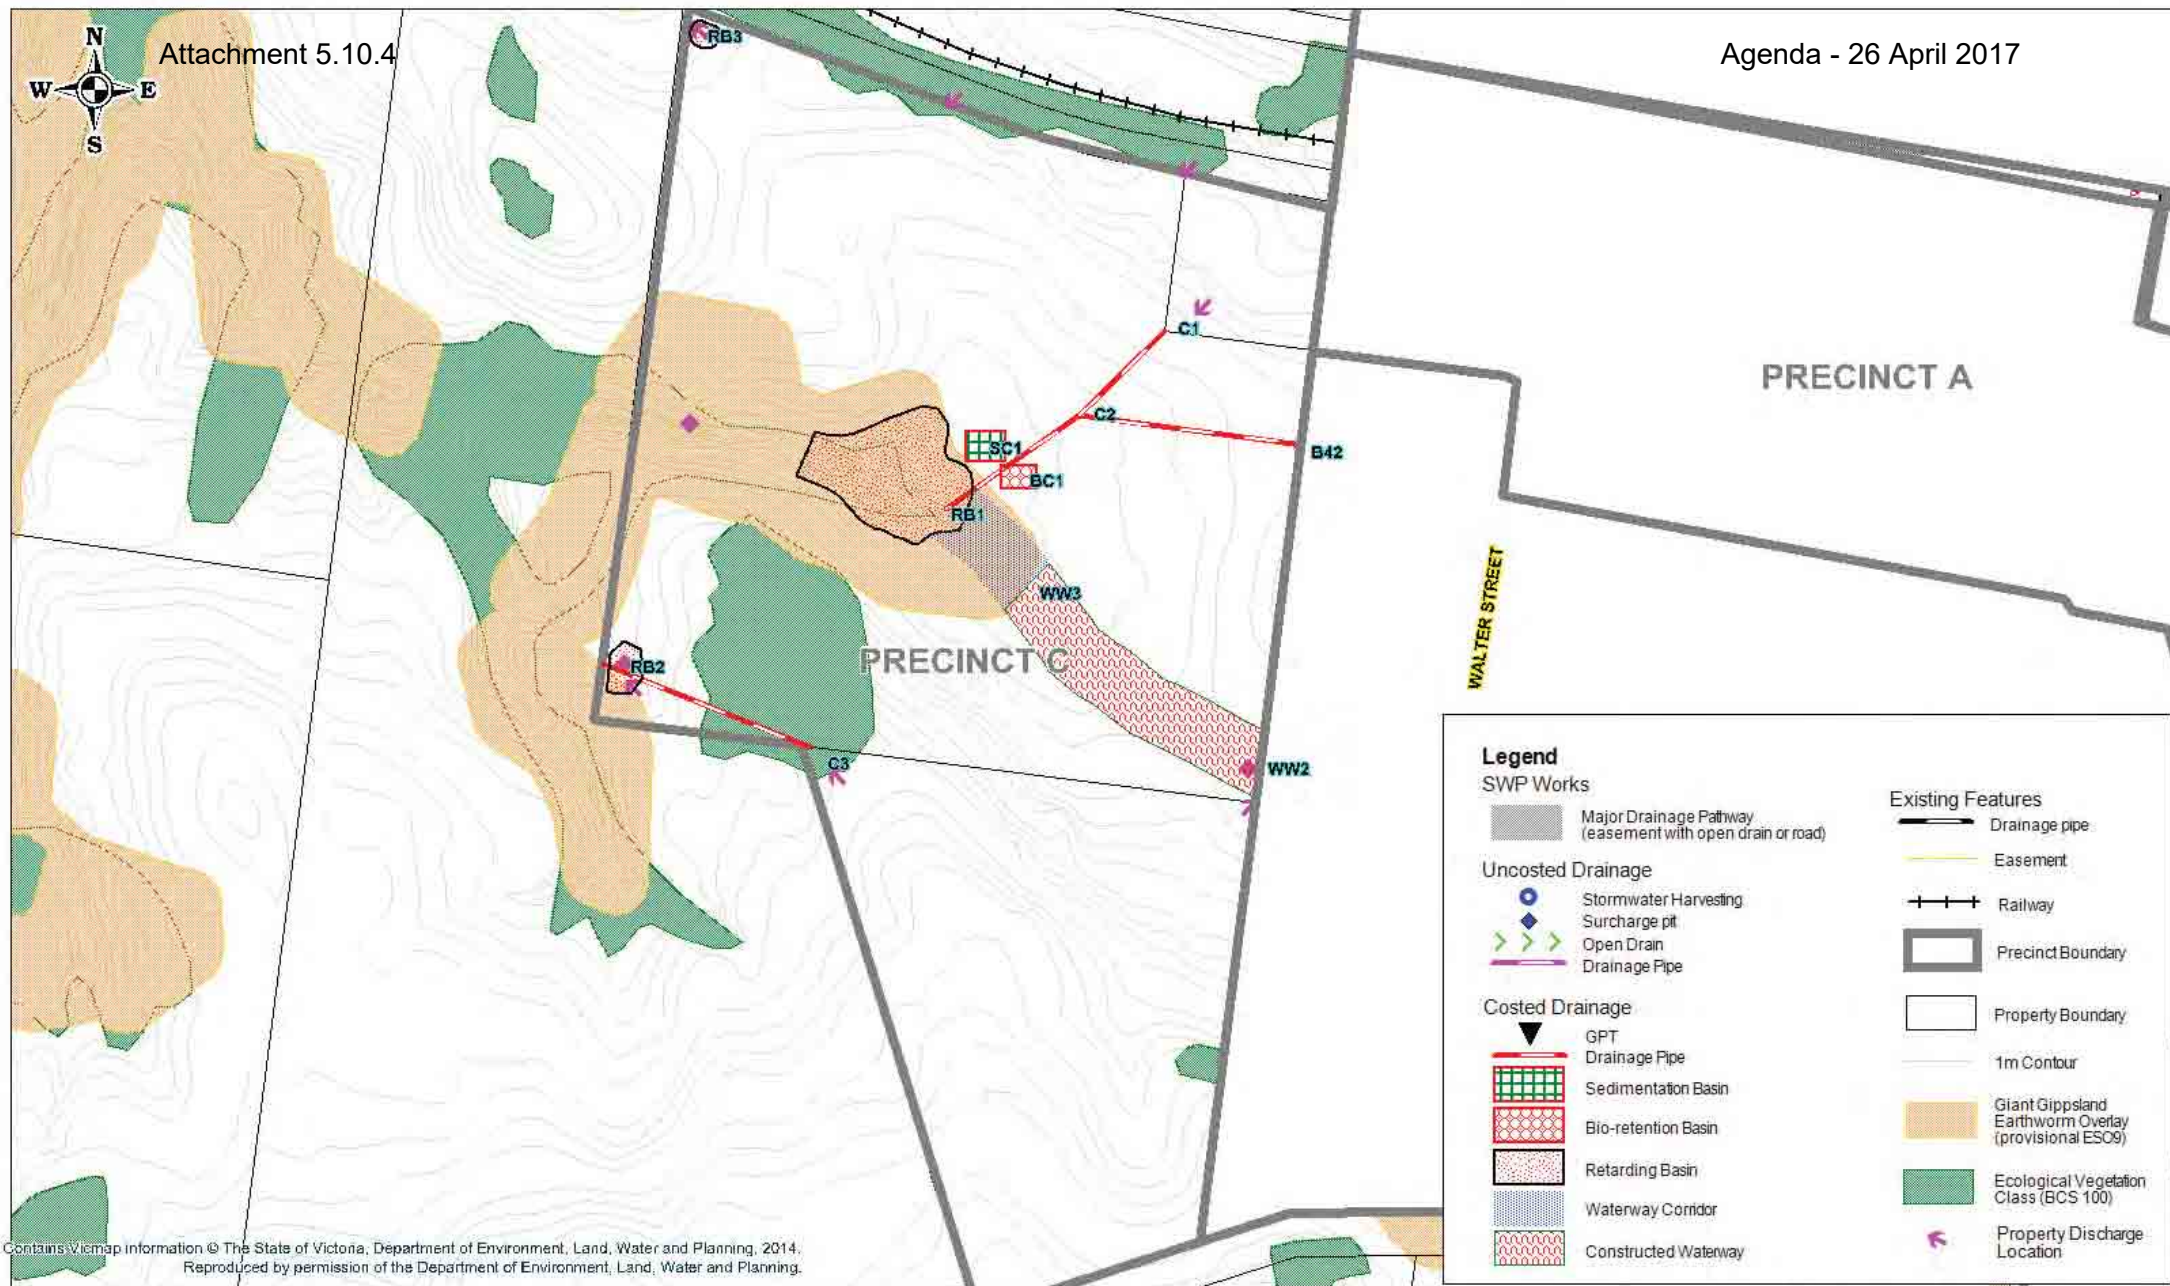 Attachment 5.10.4
Agenda - 26 April 2017
N
W E
S
RB3
C1
C2
B42
SC1
BC1
RB1
WW3
RB2
C3
WW2
PRECINCT A
PRECINCT C
WALTER STREET
Legend
SWP Works
Major Drainage Pathway
(easement with open drain or road)
Uncosted Drainage
Stormwater Harvesting
Surcharge pit
Open Drain
Drainage Pipe
Costed Drainage
GPT
Drainage Pipe
Sedimentation Basin
Bio-retention Basin
Retarding Basin
Waterway Corridor
Constructed Waterway
Existing Features
Drainage pipe
Easement
Railway
Precinct Boundary
Property Boundary
1m Contour
Giant Gippsland
Earthworm Overlay
(provisional ESO9)
Ecological Vegetation
Class (BCS 100)
Property Discharge
Location
Contains Vicmap information © The State of Victoria, Department of Environment, Land, Water and Planning, 2014.
Reproduced by permission of the Department of Environment, Land, Water and Planning.